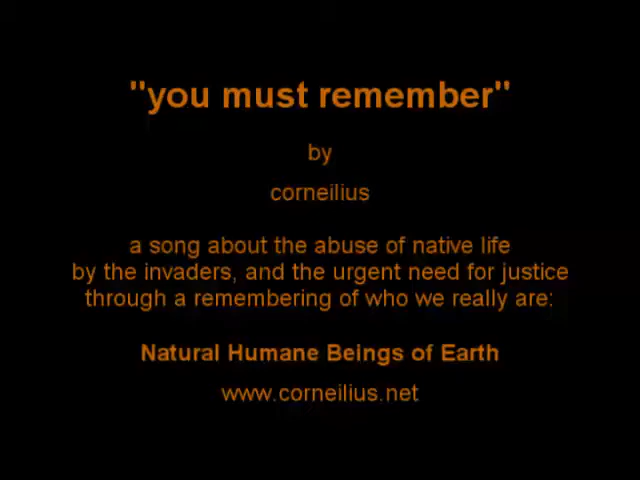 "you must remember"
by
corneilius
a song about the abuse of native life
by the invaders, and the urgent need for justice
through a remembering of who we really are:
Natural Humane Beings of Earth
www.corneilius.net